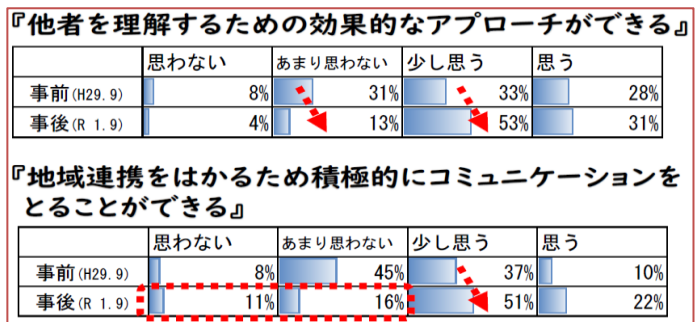 『他者を理解するための効果的なアプローチができる』
思わない あまり思わない 少し思う 思う
事前(H29.9) 8% 31% 33% 28%
事後(R 1.9) 4% 13% 53% 31%
『地域連携をはかるため積極的にコミュニケーションを
とることができる』
思わない あまり思わない 少し思う 思う
事前(H29.9) 8% 45% 37% 10%
事後(R 1.9) 11% 16% 51% 22%